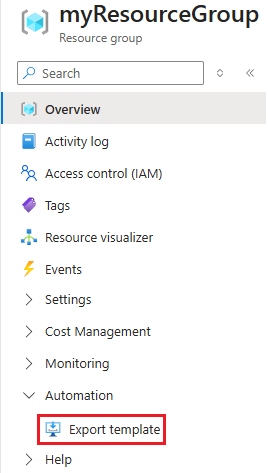 myResourceGroup
Resource group
Search
Overview
Activity log
Access control (IAM)
Tags
Resource visualizer
Events
Settings
Cost Management
Monitoring
Automation
Export template
Help